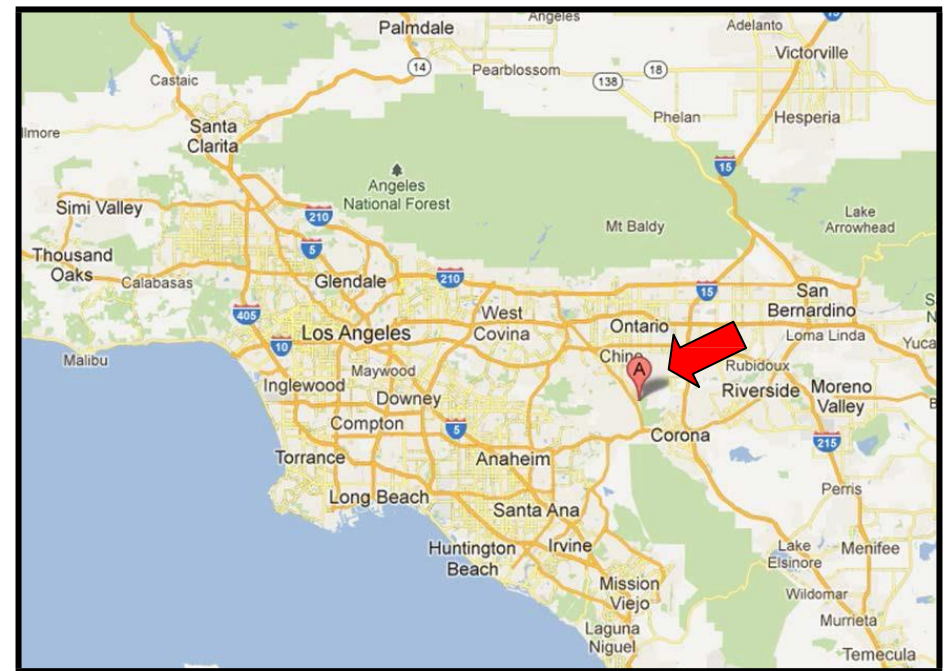 Palmdale
Angeles
Adelanto
15
Victorville
Castaic
14
Pearblossom
138
18
Phelan
Hesperia
llmore
Santa
Clarita
15
Angeles
National Forest
Simi Valley
210
Mt Baldy
Lake
Arrowhead
Thousand
Oaks
5
Calabasas
Glendale
210
15
San
Bernardino
405
West
Covina
Ontario
Los Angeles
10
Loma Linda
Yuca
Malibu
Maywood
Chino
A
Rubidoux
Inglewood
Downey
Riverside
Moreno
Valley
Compton
5
Corona
215
Torrance
Anaheim
Long Beach
Santa Ana
Perris
Huntington
Beach
Irvine
Lake
Elsinore
Menifee
Mission
Viejo
Wildomar
Laguna
Niguel
Murrieta
Temecula